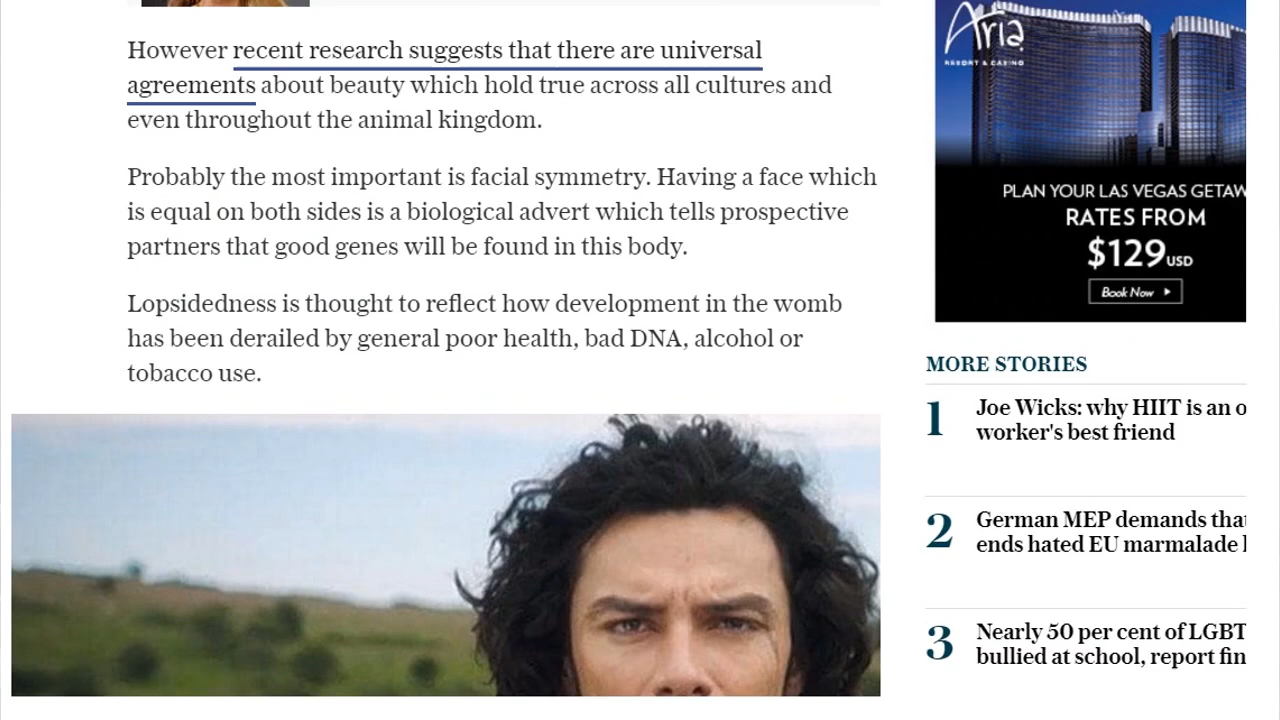 However recent research suggests that there are universal
agreements about beauty which hold true across all cultures and
even throughout the animal kingdom.
Probably the most important is facial symmetry. Having a face which
is equal on both sides is a biological advert which tells prospective
partners that good genes will be found in this body.
Lopsidedness is thought to reflect how development in the womb
has been derailed by general poor health, bad DNA, alcohol or
tobacco use.
Aria
RESORT & CASINO
PLAN YOUR LAS VEGAS GETAW
RATES FROM
$129 USD
Book Now
MORE STORIES
1 Joe Wicks: why HIIT is an o
worker's best friend
2 German MEP demands that
ends hated EU marmalade
3 Nearly 50 per cent of LGBT
bullied at school, report fin